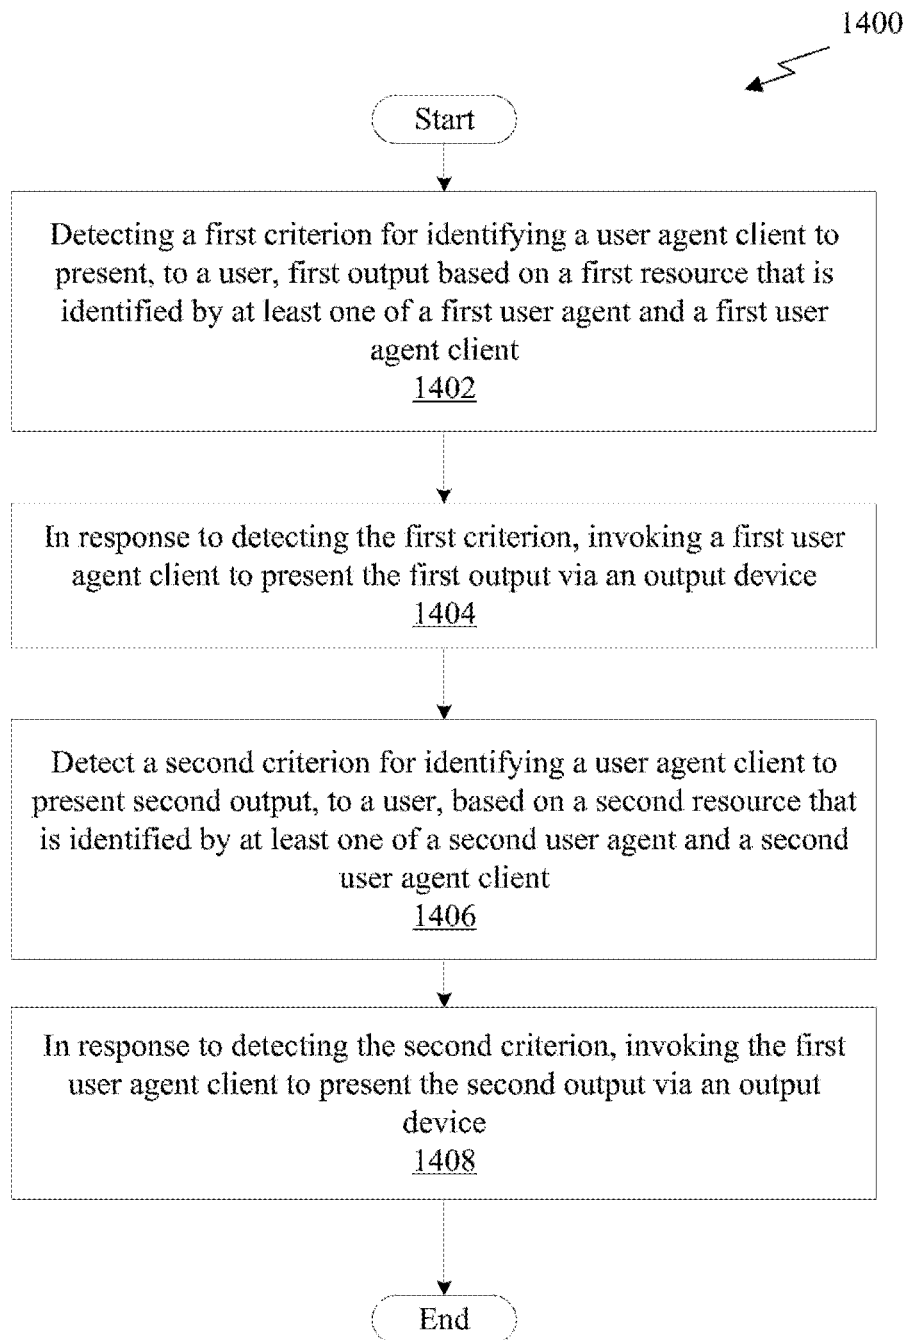 1400
Start
Detecting a first criterion for identifying a user agent client to
present, to a user, first output based on a first resource that is
identified by at least one of a first user agent and a first user
agent client
1402
In response to detecting the first criterion, invoking a first user
agent client to present the first output via an output device
1404
Detect a second criterion for identifying a user agent client to
present second output, to a user, based on a second resource that
is identified by at least one of a second user agent and a second
user agent client
1406
In response to detecting the second criterion, invoking the first
user agent client to present the second output via an output
device
1408
End